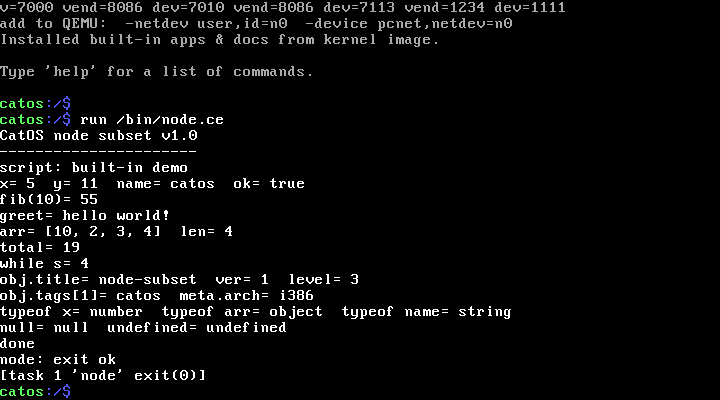 v=7000 vend=8086 dev=7010 vend=8086 dev=7113 vend=1234 dev=1111
add to QEMU:  -netdev user,id=n0  -device pcnet,netdev=n0
Installed built-in apps & docs from kernel image.
Type 'help' for a list of commands.
catos:/$
catos:/$ run /bin/node.ce
CatOS node subset v1.0
----------------------
script: built-in demo
x= 5  y= 11  name= catos  ok= true
fib(10)= 55
greet= hello world!
arr= [10, 2, 3, 4]  len= 4
total= 19
while s= 4
obj.title= node-subset  ver= 1  level= 3
obj.tags[1]= catos  meta.arch= i386
typeof x= number  typeof arr= object  typeof name= string
null= null  undefined= undefined
done
node: exit ok
[task 1 'node' exit(0)]
catos:/$